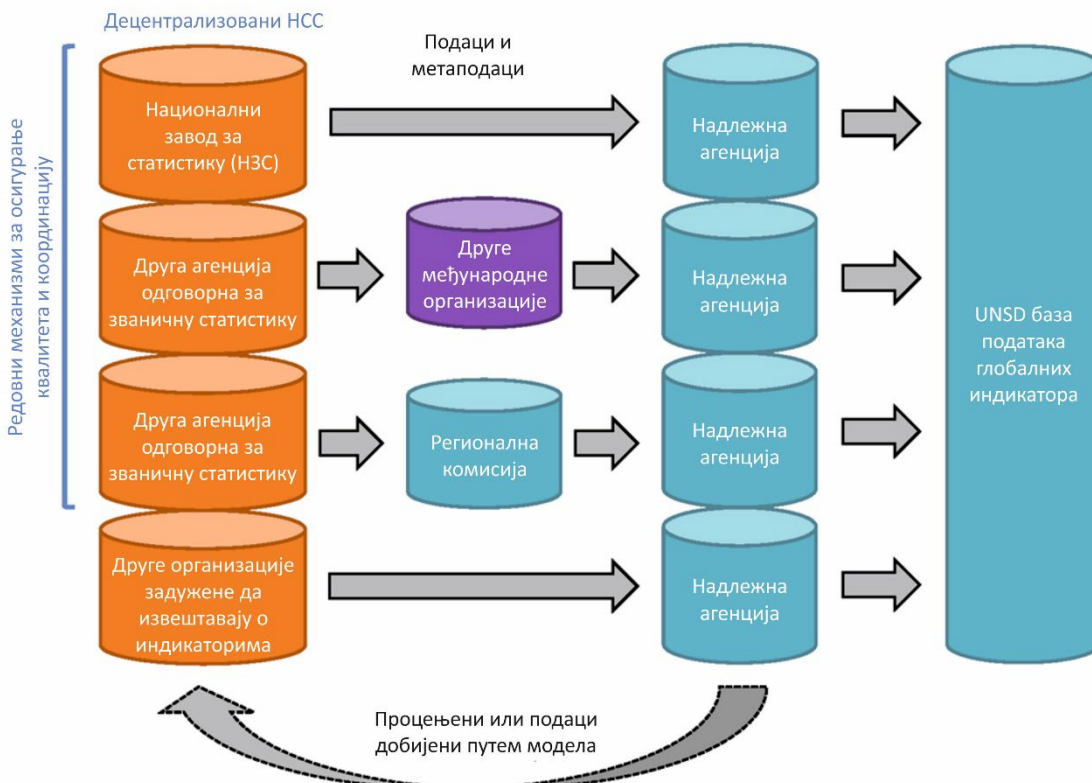 Децентрализовани НСС
Подаци и
метаподаци
Редовни механизми за осигурање
квалитета и координацију
Национални
завод за
статистику (НЗС)
Надлежна
агенција
Друга агенција
одговорна за
званичну статистику
Друге
међународне
организације
Надлежна
агенција
UNSD база
података
глобалних
индикатора
Друга агенција
одговорна за
званичну статистику
Регионална
комисија
Надлежна
агенција
Друге организације
задужене да
извештавају о
индикаторима
Надлежна
агенција
Процењени или подаци
добијени путем модела